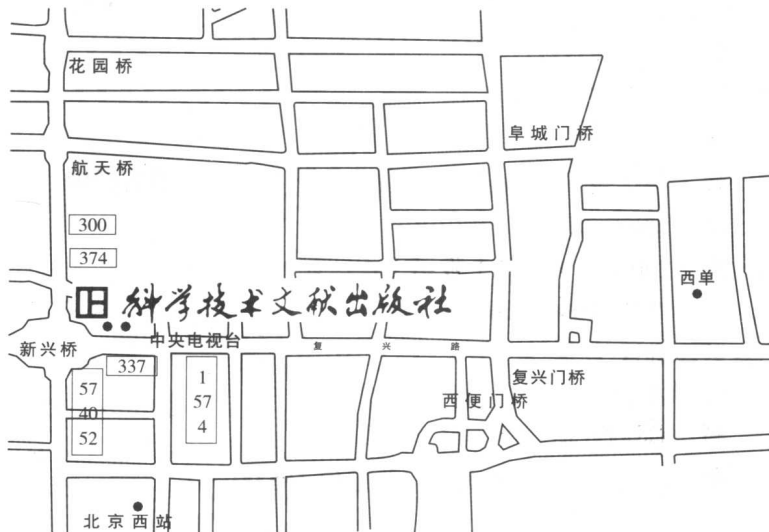 花园桥
阜城门桥
航天桥
300
374
西单
科学技术文献出版社
中央电视台
复兴路
新兴桥
337
1
57
4
57
40
52
复兴门桥
西便门桥
北京西站